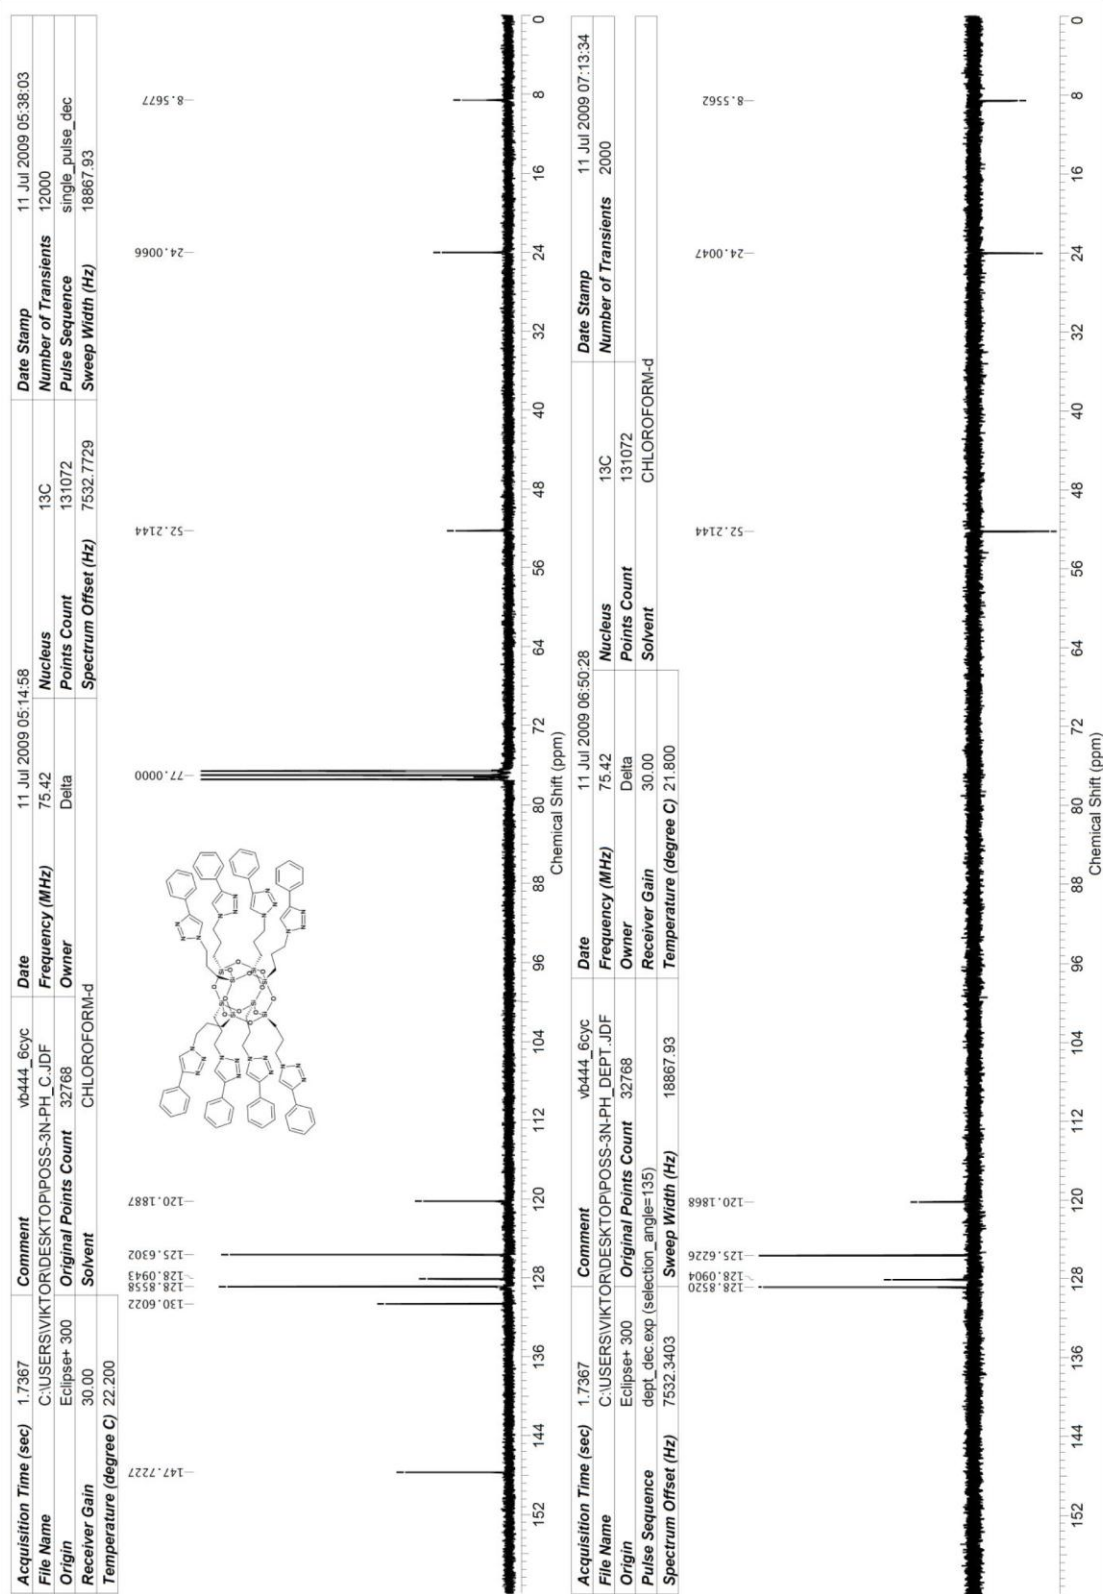 Acquisition Time (sec) 1.7367 Comment vb444_6cyc Date 11 Jul 2009 05:14:58 Date Stamp 11 Jul 2009 05:38:03
File Name C:\USERS\VIKTOR\DESKTOP\POSS-3N-PH_C.JDF Frequency (MHz) 75.42 Nucleus 13C Number of Transients 12000
Origin Eclipse+ 300 Original Points Count 32768 Owner Delta Points Count 131072 Pulse Sequence single_pulse_dec
Receiver Gain 30.00 Solvent CHLOROFORM-d Spectrum Offset (Hz) 7532.7729 Sweep Width (Hz) 18867.93
Temperature (degree C) 22.200
147.7227
130.6022
128.8558
128.0943
125.6302
120.1887
77.0000
52.2144
24.0066
8.5677
152 144 136 128 120 112 104 96 88 80 72 64 56 48 40 32 24 16 8 0
Chemical Shift (ppm)
Acquisition Time (sec) 1.7367 Comment vb444_6cyc Date 11 Jul 2009 06:50:28 Date Stamp 11 Jul 2009 07:13:34
File Name C:\USERS\VIKTOR\DESKTOP\POSS-3N-PH_DEPT.JDF Frequency (MHz) 75.42 Nucleus 13C Number of Transients 2000
Origin Eclipse+ 300 Original Points Count 32768 Owner Delta Points Count 131072
Pulse Sequence dept_dec.exp (selection_angle=135) Receiver Gain 30.00 Solvent CHLOROFORM-d
Spectrum Offset (Hz) 7532.3403 Sweep Width (Hz) 18867.93 Temperature (degree C) 21.800
128.8520
128.0904
125.6226
120.1868
52.2144
24.0047
8.5562
152 144 136 128 120 112 104 96 88 80 72 64 56 48 40 32 24 16 8 0
Chemical Shift (ppm)